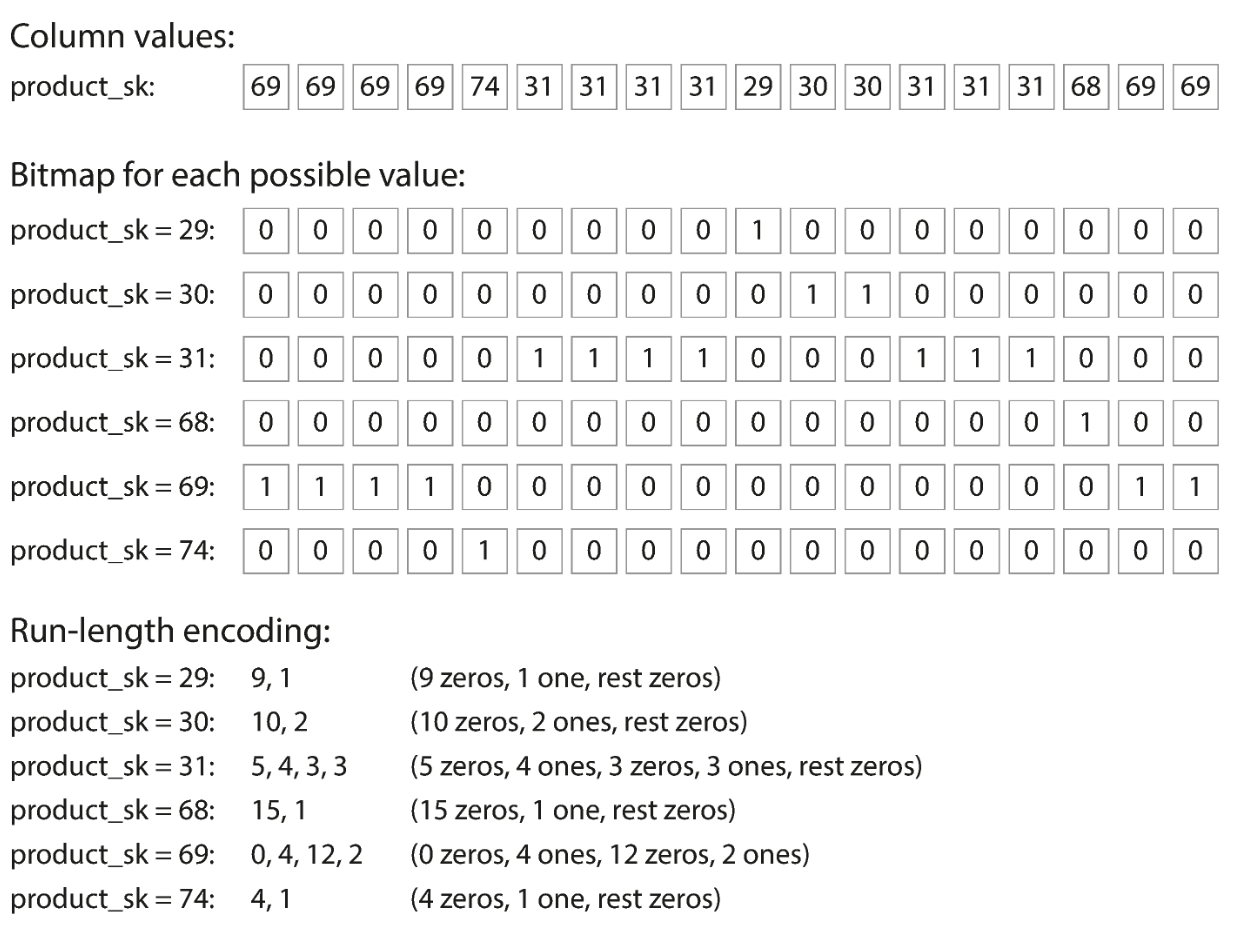 Column values:
product_sk: 69 69 69 69 74 31 31 31 31 29 30 30 31 31 31 68 69 69
Bitmap for each possible value:
product_sk = 29: 0 0 0 0 0 0 0 0 0 1 0 0 0 0 0 0 0 0
product_sk = 30: 0 0 0 0 0 0 0 0 0 0 1 1 0 0 0 0 0 0
product_sk = 31: 0 0 0 0 0 1 1 1 1 0 0 0 1 1 1 0 0 0
product_sk = 68: 0 0 0 0 0 0 0 0 0 0 0 0 0 0 0 1 0 0
product_sk = 69: 1 1 1 1 0 0 0 0 0 0 0 0 0 0 0 0 1 1
product_sk = 74: 0 0 0 0 1 0 0 0 0 0 0 0 0 0 0 0 0 0
Run-length encoding:
product_sk = 29: 9, 1 (9 zeros, 1 one, rest zeros)
product_sk = 30: 10, 2 (10 zeros, 2 ones, rest zeros)
product_sk = 31: 5, 4, 3, 3 (5 zeros, 4 ones, 3 zeros, 3 ones, rest zeros)
product_sk = 68: 15, 1 (15 zeros, 1 one, rest zeros)
product_sk = 69: 0, 4, 12, 2 (0 zeros, 4 ones, 12 zeros, 2 ones)
product_sk = 74: 4, 1 (4 zeros, 1 one, rest zeros)